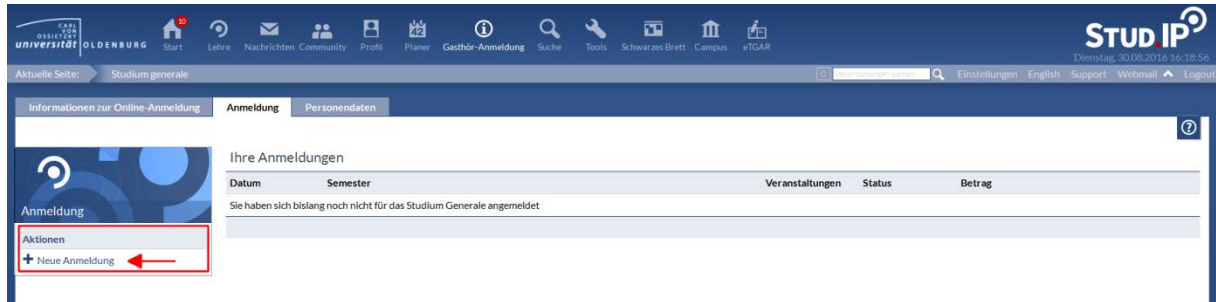 CARL
VON
OSSIETZKY
universität OLDENBURG
10
Start
Lehre
Nachrichten
Community
Profil
42
Planer
Gasthör-Anmeldung
Suche
Tools
Schwarzes Brett
Campus
eTGAR
STUD.IP
Dienstag, 30.08.2016 16:18:56
Aktuelle Seite: Studium generale
0
Einstellungen English Support Webmail Logout
Informationen zur Online-Anmeldung Anmeldung Personendaten
?
Anmeldung
Aktionen
+ Neue Anmeldung
Ihre Anmeldungen
Datum Semester Veranstaltungen Status Betrag
Sie haben sich bislang noch nicht für das Studium Generale angemeldet